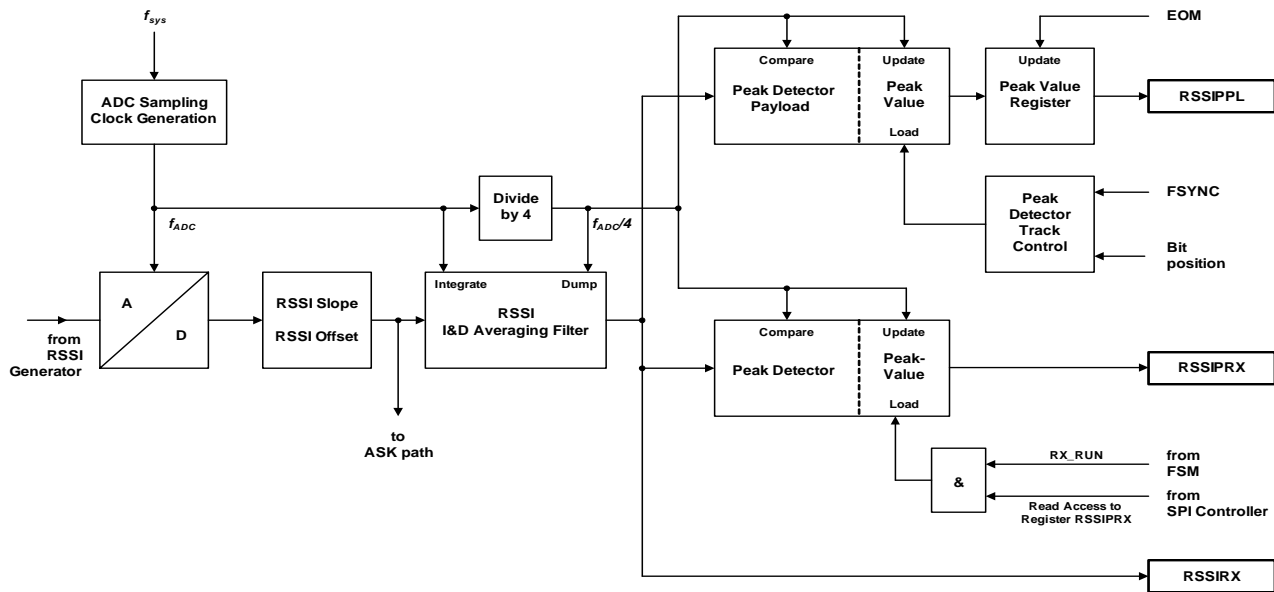 f_sys
EOM
ADC Sampling
Clock Generation
Compare
Update
Peak Detector
Payload
Peak
Value
Load
Update
Peak Value
Register
RSSIPPL
Divide
by 4
f_ADC
f_ADC/4
Peak
Detector
Track
Control
FSYNC
Bit
position
A
D
from
RSSI
Generator
RSSI Slope
RSSI Offset
Integrate
Dump
RSSI
I&D Averaging Filter
to
ASK path
Compare
Update
Peak Detector
Peak-
Value
Load
RSSIPRX
&
RX_RUN
from
FSM
Read Access to
Register RSSIPRX
from
SPI Controller
RSSIRX